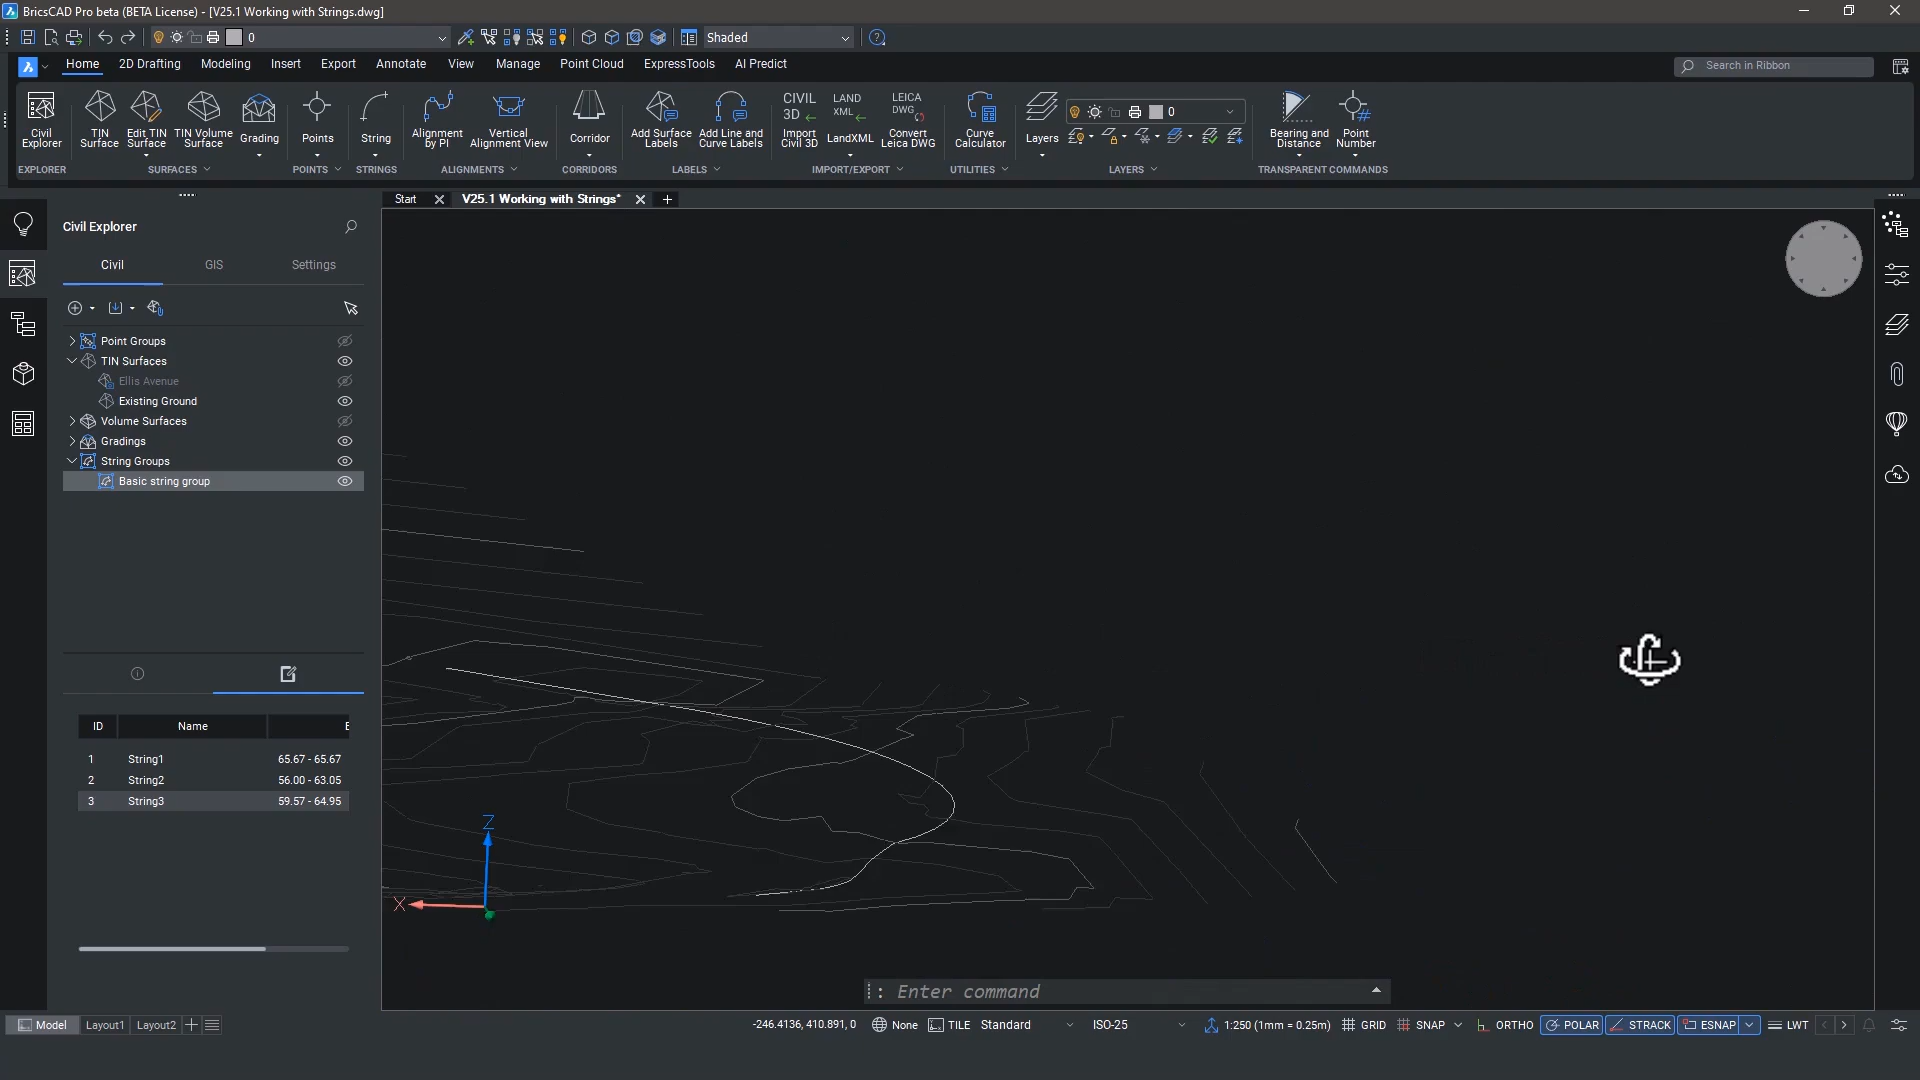 BricsCAD Pro beta (BETA License) - [V25.1 Working with Strings.dwg]
0
Shaded
Home 2D Drafting Modeling Insert Export Annotate View Manage Point Cloud ExpressTools AI Predict
Search in Ribbon
Civil Explorer
TIN Surface
Edit TIN Surface
TIN Volume Surface
Grading
Points
String
Alignment by PI
Vertical Alignment View
Corridor
Add Surface Labels
Add Line and Curve Labels
CIVIL 3D
Import Civil 3D
LAND XML
LandXML
LEICA DWG
Convert Leica DWG
Curve Calculator
Layers
0
Bearing and Distance
Point Number
EXPLORER SURFACES POINTS STRINGS ALIGNMENTS CORRIDORS LABELS IMPORT/EXPORT UTILITIES LAYERS TRANSPARENT COMMANDS
Start V25.1 Working with Strings*
Civil Explorer
Civil GIS Settings
Point Groups
TIN Surfaces
Ellis Avenue
Existing Ground
Volume Surfaces
Gradings
String Groups
Basic string group
ID Name E
1 String1 65.67 - 65.67
2 String2 56.00 - 63.05
3 String3 59.57 - 64.95
Z
X
: Enter command
Model Layout1 Layout2
-246.4136, 410.891, 0 None TILE Standard ISO-25 1:250 (1mm = 0.25m) GRID SNAP ORTHO POLAR STRACK ESNAP LWT